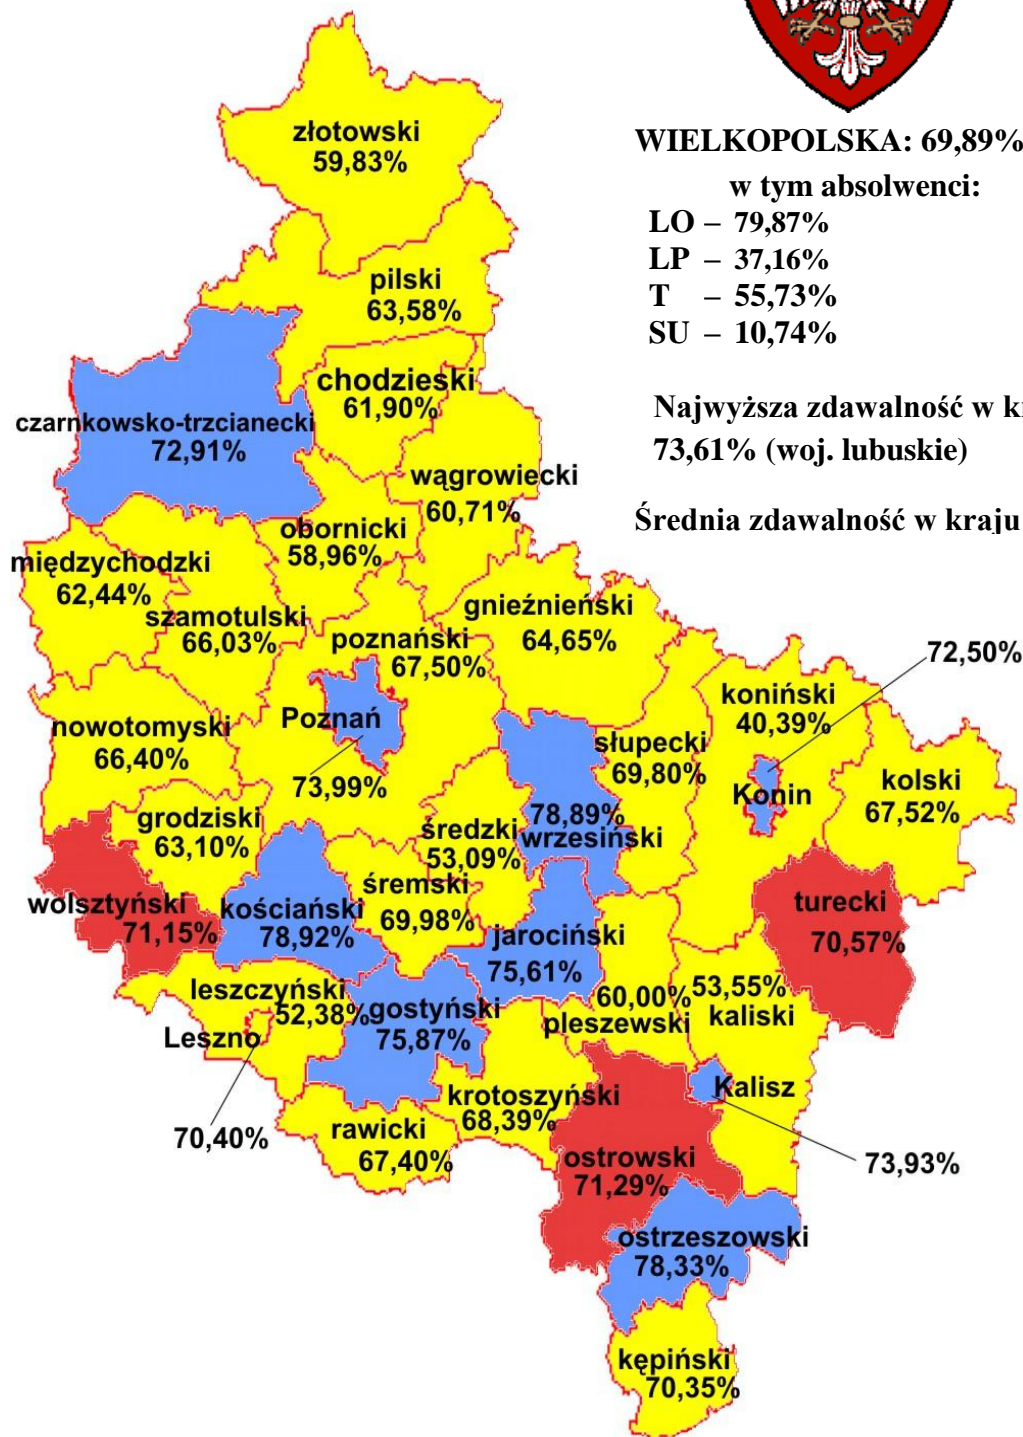 WIELKOPOLSKA: 69,89%
w tym absolwenci:
LO – 79,87%
LP – 37,16%
T – 55,73%
SU – 10,74%
Najwyższa zdawalność w
73,61% (woj. lubuskie)
Średnia zdawalność w kraju
złotowski
59,83%
pilski
63,58%
chodzieski
61,90%
czarnkowsko-trzcianecki
72,91%
wągrowiecki
60,71%
obornicki
58,96%
międzychodzki
62,44%
szamotulski
66,03%
gnieźnieński
64,65%
poznański
67,50%
72,50%
koniński
40,39%
nowotomyski
66,40%
Poznań
73,99%
słupecki
69,80%
Konin
kolski
67,52%
grodziski
63,10%
średzki
53,09%
78,89%
wrzesiński
śremski
69,98%
wolsztyński
71,15%
kościański
78,92%
turecki
70,57%
jarociński
75,61%
leszczyński
52,38%
gostyński
75,87%
60,00%
pleszewski
53,55%
kaliski
Leszno
70,40%
Kalisz
73,93%
krotoszyński
68,39%
rawicki
67,40%
ostrowski
71,29%
ostrzeszowski
78,33%
kępiński
70,35%